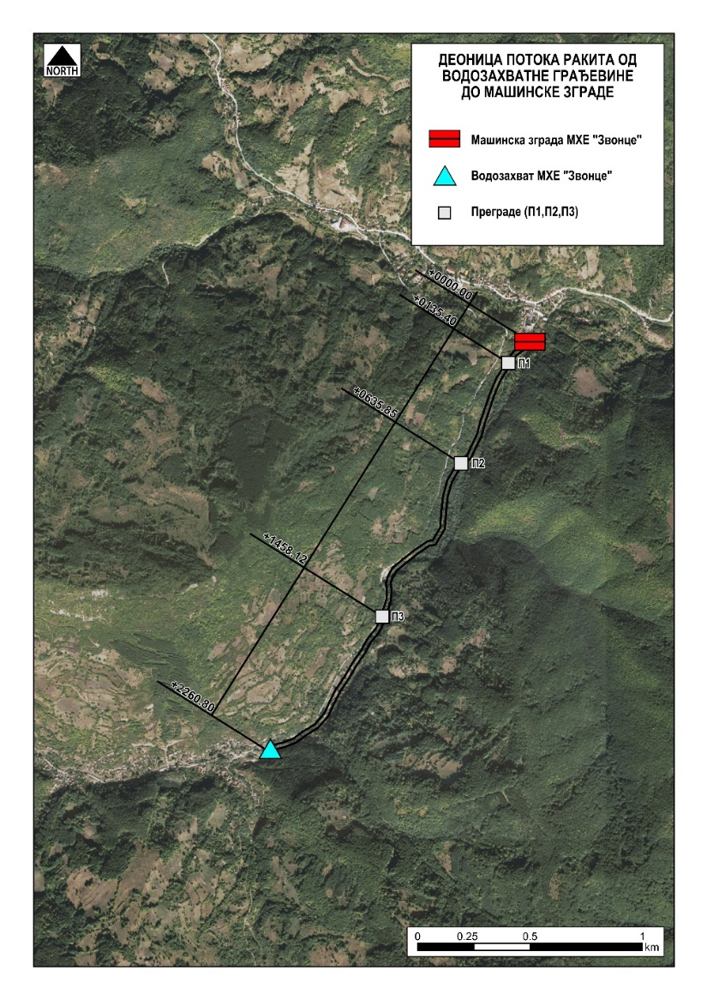 NORTH
ДЕОНИЦА ПОТОКА РАКИТА ОД
ВОДОЗАХВАТНЕ ГРАЂЕВИНЕ
ДО МАШИНСКЕ ЗГРАДЕ
Машинска зграда МХЕ "Звонце"
Водозахват МХЕ "Звонце"
Преграде (П1,П2,П3)
+0000.00
+0135.40
П1
+0635.85
П2
+1458.12
П3
+2260.80
0 0.25 0.5 1
km